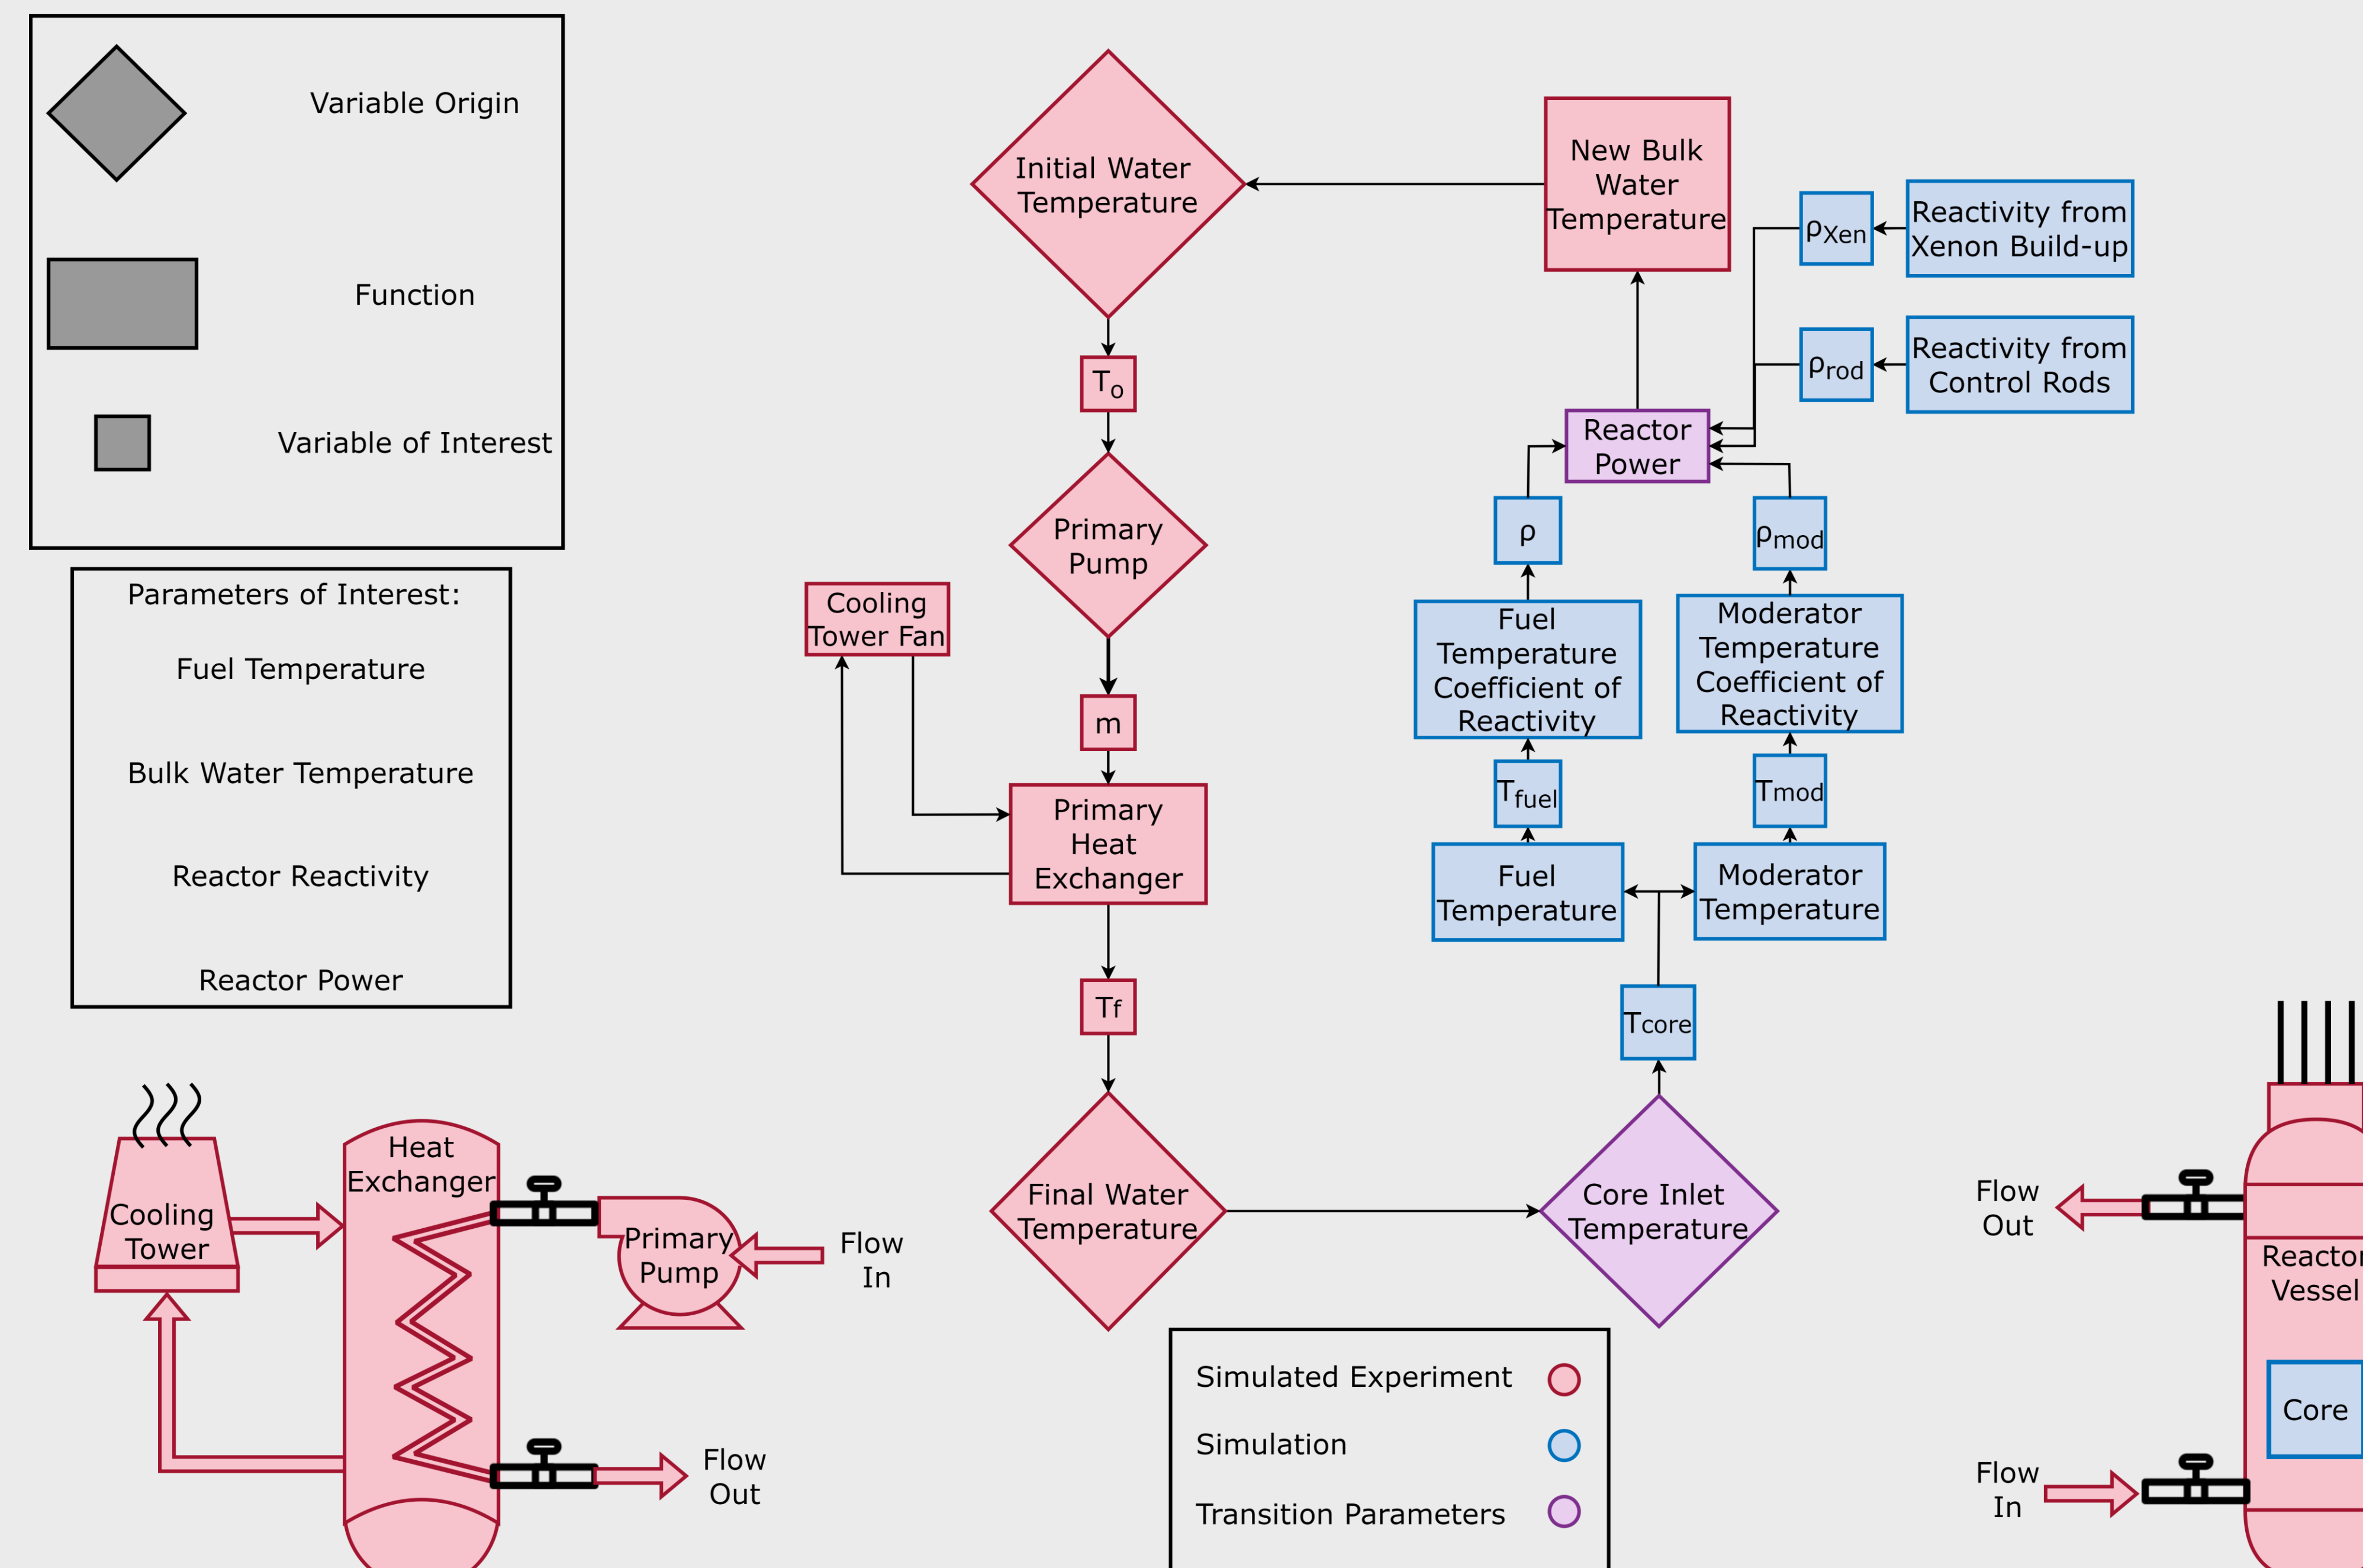 Variable Origin
Function
Variable of Interest
Parameters of Interest:
Fuel Temperature
Bulk Water Temperature
Reactor Reactivity
Reactor Power
Initial Water
Temperature
To
Primary
Pump
Cooling
Tower Fan
m
Primary
Heat
Exchanger
Tf
Final Water
Temperature
New Bulk
Water
Temperature
ρXen
Reactivity from
Xenon Build-up
ρrod
Reactivity from
Control Rods
Reactor
Power
ρ
ρmod
Fuel
Temperature
Coefficient of
Reactivity
Moderator
Temperature
Coefficient of
Reactivity
Tfuel
Tmod
Fuel
Temperature
Moderator
Temperature
Tcore
Core Inlet
Temperature
Cooling
Tower
Heat
Exchanger
Primary
Pump
Flow
In
Flow
Out
Simulated Experiment
Simulation
Transition Parameters
Flow
Out
Reactor
Vessel
Core
Flow
In